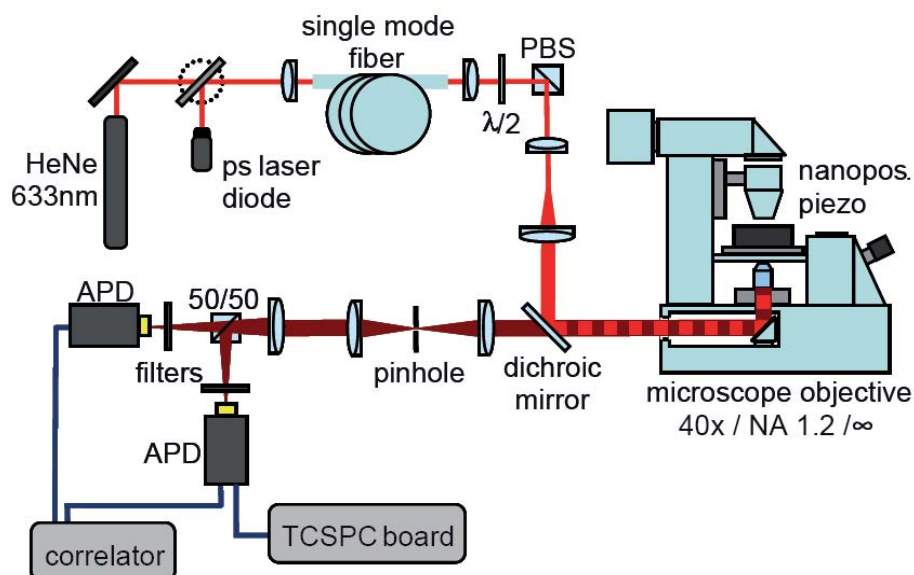 single mode
fiber
PBS
λ/2
HeNe
633nm
ps laser
diode
nanopos.
piezo
APD
50/50
filters
pinhole
dichroic
mirror
microscope objective
40x / NA 1.2 /∞
APD
correlator
TCSPC board